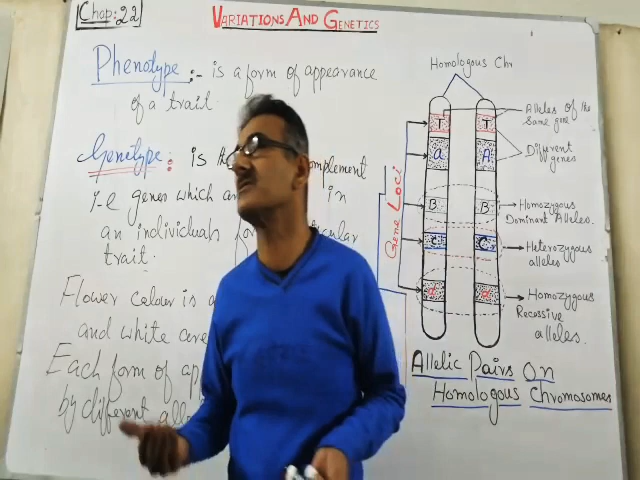 Chap:22
VARIATIONS AND GENETICS
Phenotype :- is a form of appearance
of a trait.
Genotype : is the complement
i-e genes which in
an individuals
trait.
Flower colour is
and white are
Each form of
by different
Homologous Chr
T T
Alleles of the
same gene
a A
Different
genes
Gene Loci
B B
Homozygous
Dominant Alleles.
Heterozygous
alleles
d d
Homozygous
Recessive
alleles.
Allelic Pairs On
Homologous Chromosomes